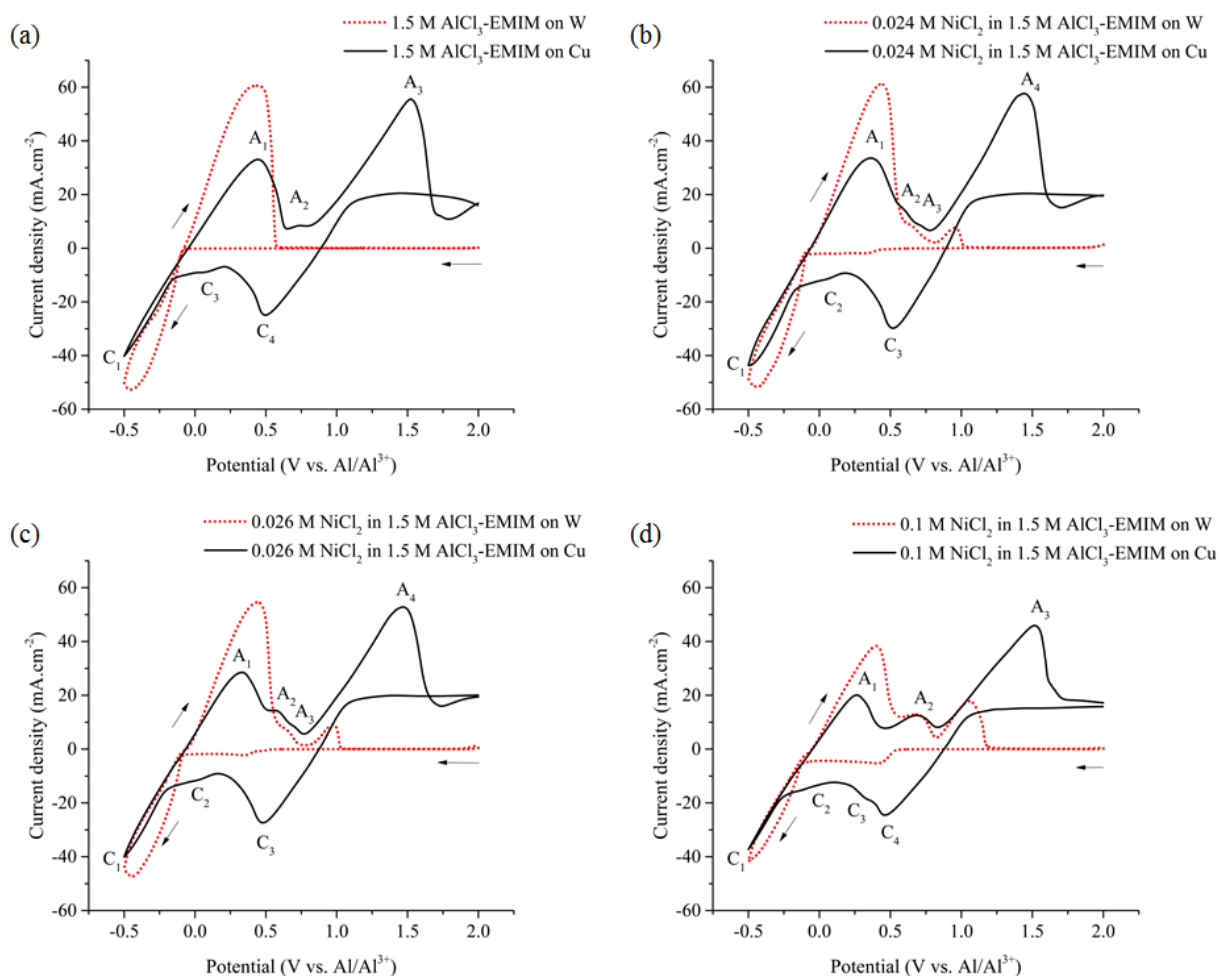 (a)
1.5 M AlCl₃-EMIM on W
1.5 M AlCl₃-EMIM on Cu
60
40
20
0
-20
-40
-60
Current density (mA.cm⁻²)
A₁
A₂
A₃
C₁
C₃
C₄
-0.5
0.0
0.5
1.0
1.5
2.0
Potential (V vs. Al/Al³⁺)
(b)
0.024 M NiCl₂ in 1.5 M AlCl₃-EMIM on W
0.024 M NiCl₂ in 1.5 M AlCl₃-EMIM on Cu
60
40
20
0
-20
-40
-60
Current density (mA.cm⁻²)
A₁
A₂
A₃
A₄
C₁
C₂
C₃
-0.5
0.0
0.5
1.0
1.5
2.0
Potential (V vs. Al/Al³⁺)
(c)
0.026 M NiCl₂ in 1.5 M AlCl₃-EMIM on W
0.026 M NiCl₂ in 1.5 M AlCl₃-EMIM on Cu
60
40
20
0
-20
-40
-60
Current density (mA.cm⁻²)
A₁
A₂
A₃
A₄
C₁
C₂
C₃
-0.5
0.0
0.5
1.0
1.5
2.0
Potential (V vs. Al/Al³⁺)
(d)
0.1 M NiCl₂ in 1.5 M AlCl₃-EMIM on W
0.1 M NiCl₂ in 1.5 M AlCl₃-EMIM on Cu
60
40
20
0
-20
-40
-60
Current density (mA.cm⁻²)
A₁
A₂
A₃
C₁
C₂
C₃
C₄
-0.5
0.0
0.5
1.0
1.5
2.0
Potential (V vs. Al/Al³⁺)